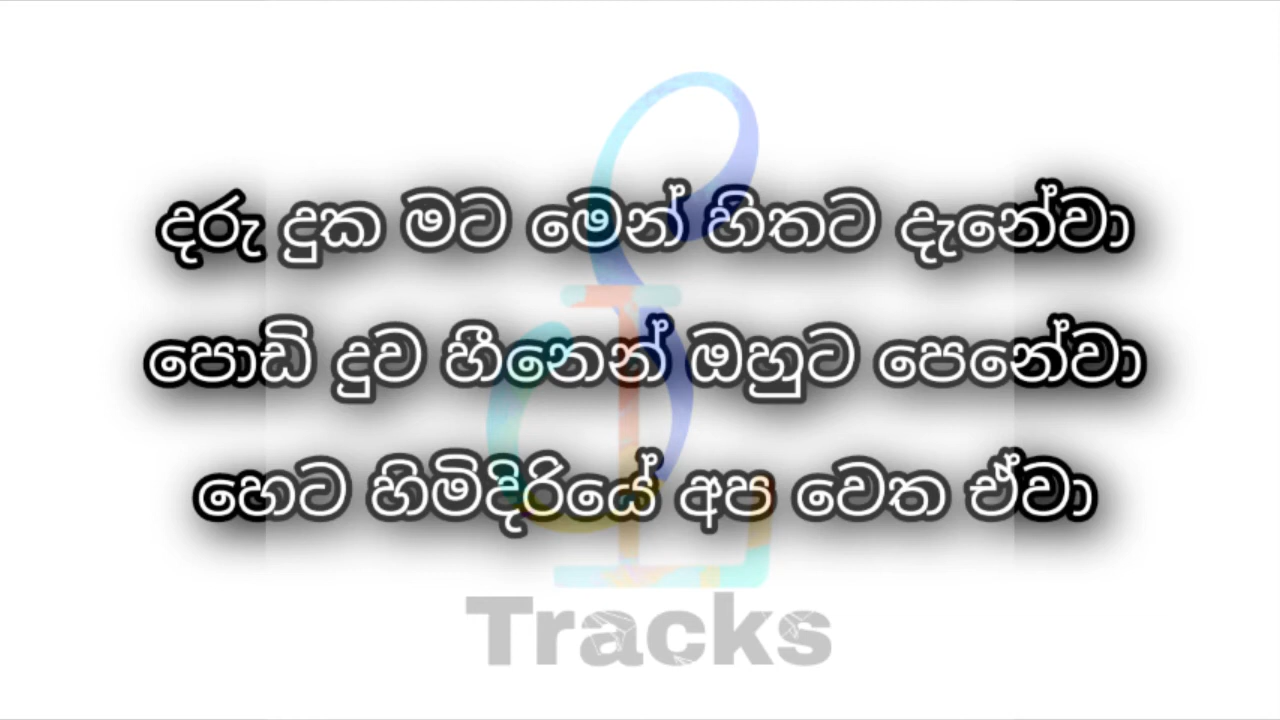 දරු දුක මට මෙන් හිතට දැනේවා
පොඩි දුව හීනෙන් ඔහුට පෙනේවා
හෙට හිමිදිරියේ අප වෙත ඒවා
Tracks